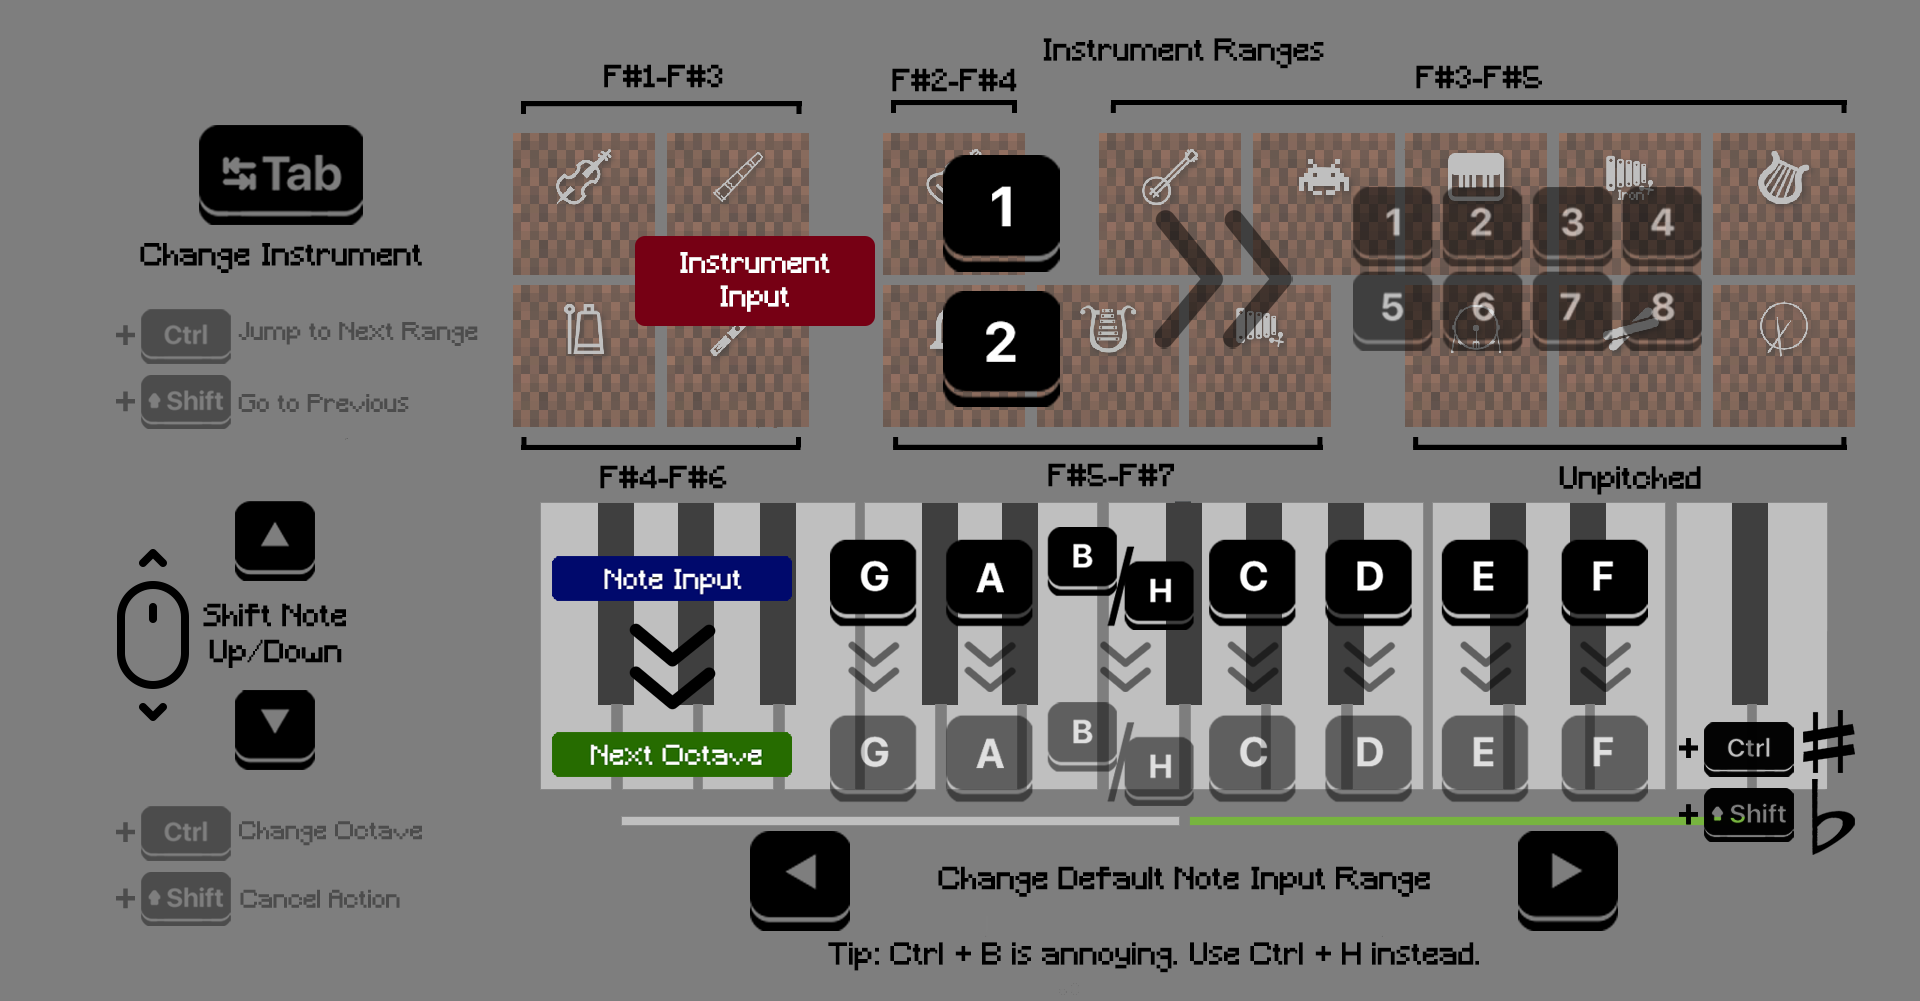 Instrument Ranges
F#1-F#3
F#2-F#4
F#3-F#5
Tab
Change Instrument
+ Ctrl Jump to Next Range
+ Shift Go to Previous
Instrument
Input
1
2
Iron
1 2 3 4
5 6 7 8
F#4-F#6
F#5-F#7
Unpitched
Shift Note
Up/Down
Note Input
G A B/H C D E F
Next Octave
G A B/H C D E F
+ Ctrl ♯
+ Shift ♭
+ Ctrl Change Octave
+ Shift Cancel Action
Change Default Note Input Range
Tip: Ctrl + B is annoying. Use Ctrl + H instead.